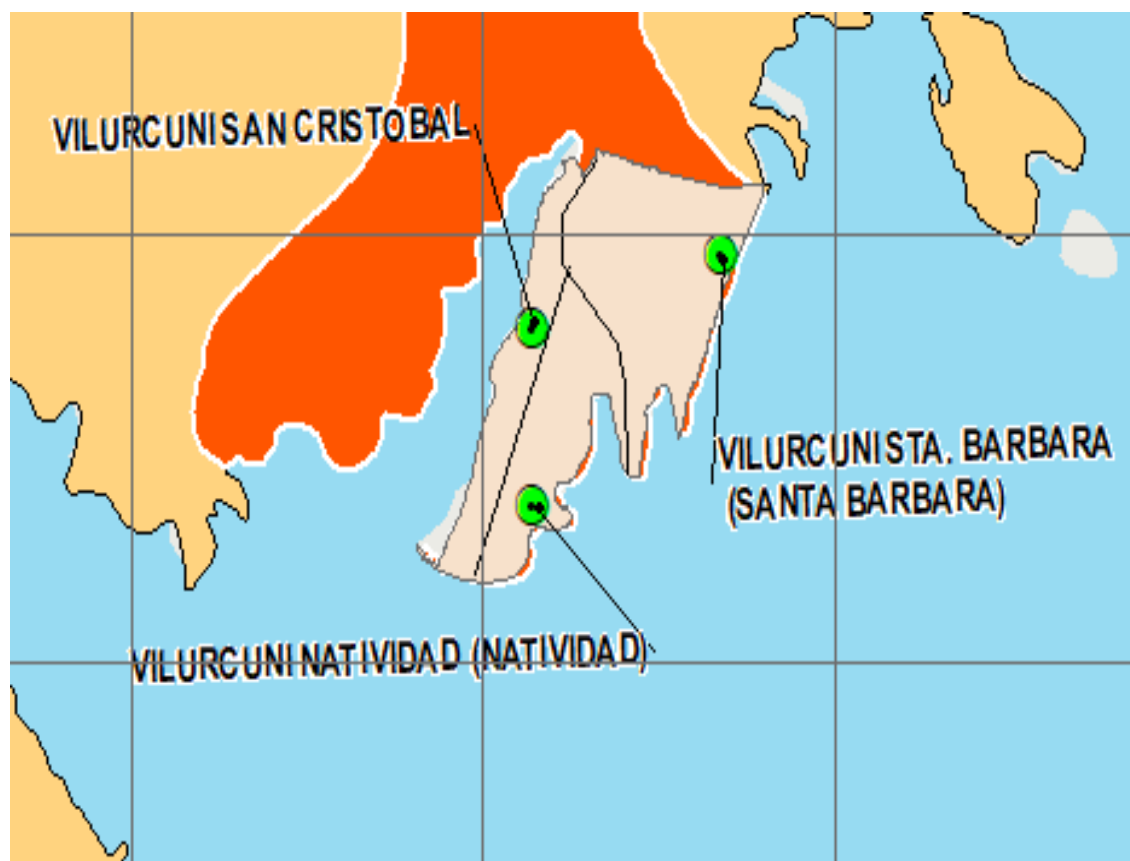 VILURCUNI SAN CRISTOBAL
VILURCUNI STA. BARBARA
(SANTA BARBARA)
VILURCUNI NATIVIDAD (NATIVIDAD)